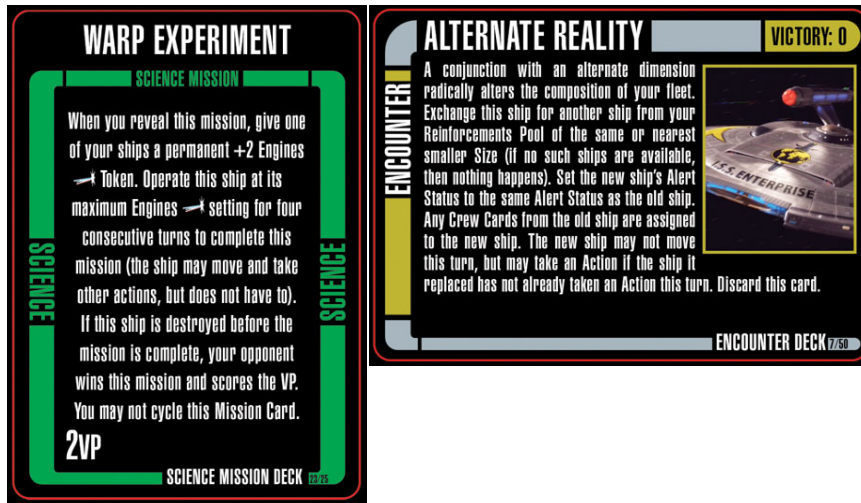 WARP EXPERIMENT
SCIENCE MISSION
SCIENCE
SCIENCE
When you reveal this mission, give one
of your ships a permanent +2 Engines
Token. Operate this ship at its
maximum Engines setting for four
consecutive turns to complete this
mission (the ship may move and take
other actions, but does not have to).
If this ship is destroyed before the
mission is complete, your opponent
wins this mission and scores the VP.
You may not cycle this Mission Card.
2VP
SCIENCE MISSION DECK 23/25
ALTERNATE REALITY
VICTORY: 0
ENCOUNTER
A conjunction with an alternate dimension
radically alters the composition of your fleet.
Exchange this ship for another ship from your
Reinforcements Pool of the same or nearest
smaller Size (if no such ships are available,
then nothing happens). Set the new ship's Alert
Status to the same Alert Status as the old ship.
Any Crew Cards from the old ship are assigned
to the new ship. The new ship may not move
this turn, but may take an Action if the ship it
replaced has not already taken an Action this turn. Discard this card.
I.S.S. ENTERPRISE
ENCOUNTER DECK 7/50